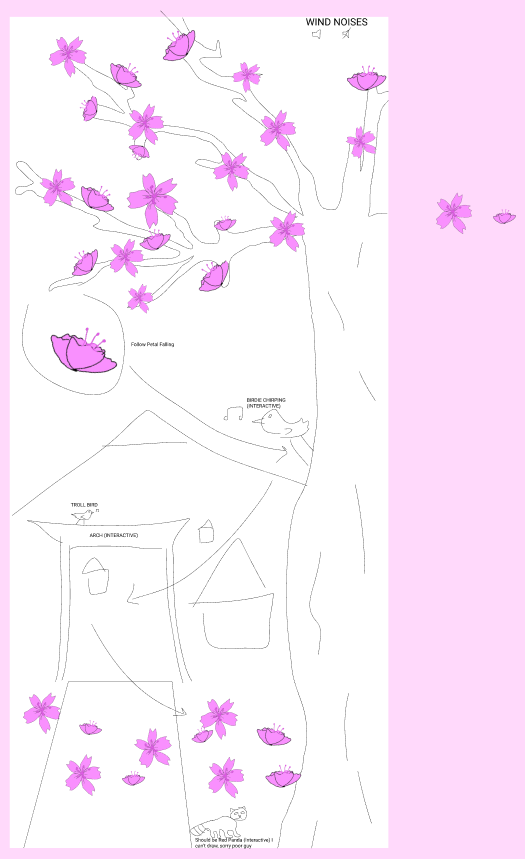 WIND NOISES
Follow Petal Falling
BIRDIE CHIRPING
(INTERACTIVE)
TROLL BIRD
ARCH (INTERACTIVE)
Should be Red Panda (Interactive) I
can't draw, sorry poor guy